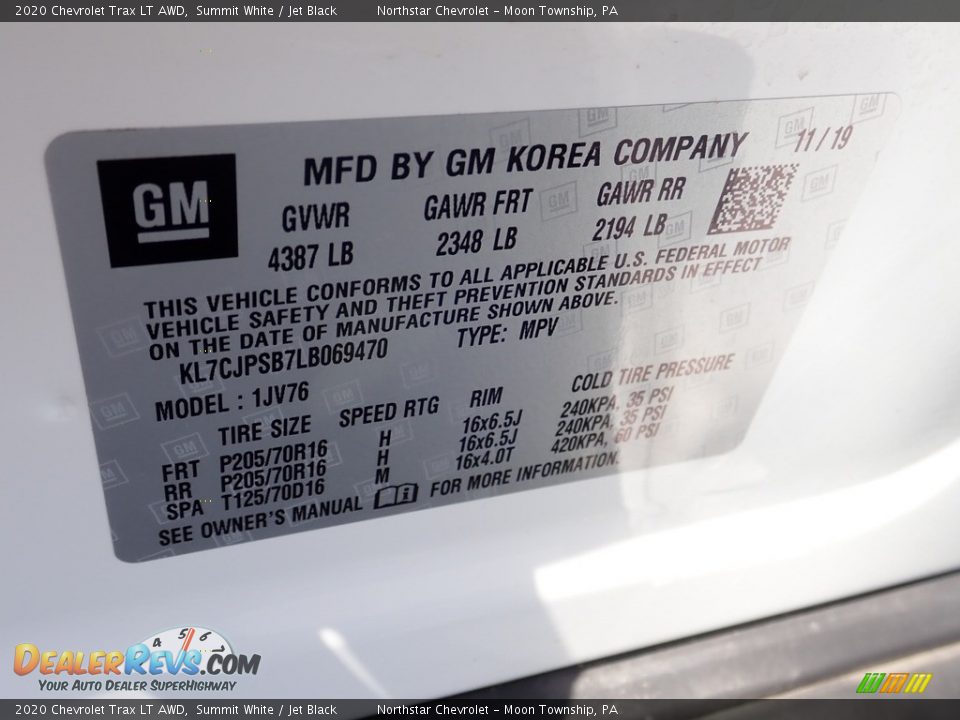 2020 Chevrolet Trax LT AWD, Summit White / Jet Black Northstar Chevrolet - Moon Township, PA
GM
MFD BY GM KOREA COMPANY 11 / 19
GVWR GAWR FRT GAWR RR
4387 LB 2348 LB 2194 LB
THIS VEHICLE CONFORMS TO ALL APPLICABLE U.S. FEDERAL MOTOR
VEHICLE SAFETY AND THEFT PREVENTION STANDARDS IN EFFECT
ON THE DATE OF MANUFACTURE SHOWN ABOVE.
KL7CJPSB7LB069470 TYPE: MPV
MODEL : 1JV76
TIRE SIZE SPEED RTG RIM COLD TIRE PRESSURE
FRT P205/70R16 H 16x6.5J 240KPA, 35 PSI
RR P205/70R16 H 16x6.5J 240KPA, 35 PSI
SPA T125/70D16 M 16x4.0T 420KPA, 60 PSI
SEE OWNER'S MANUAL FOR MORE INFORMATION.
4 5 6
DEALERREVS.COM
YOUR AUTO DEALER SUPERHIGHWAY
2020 Chevrolet Trax LT AWD, Summit White / Jet Black Northstar Chevrolet - Moon Township, PA